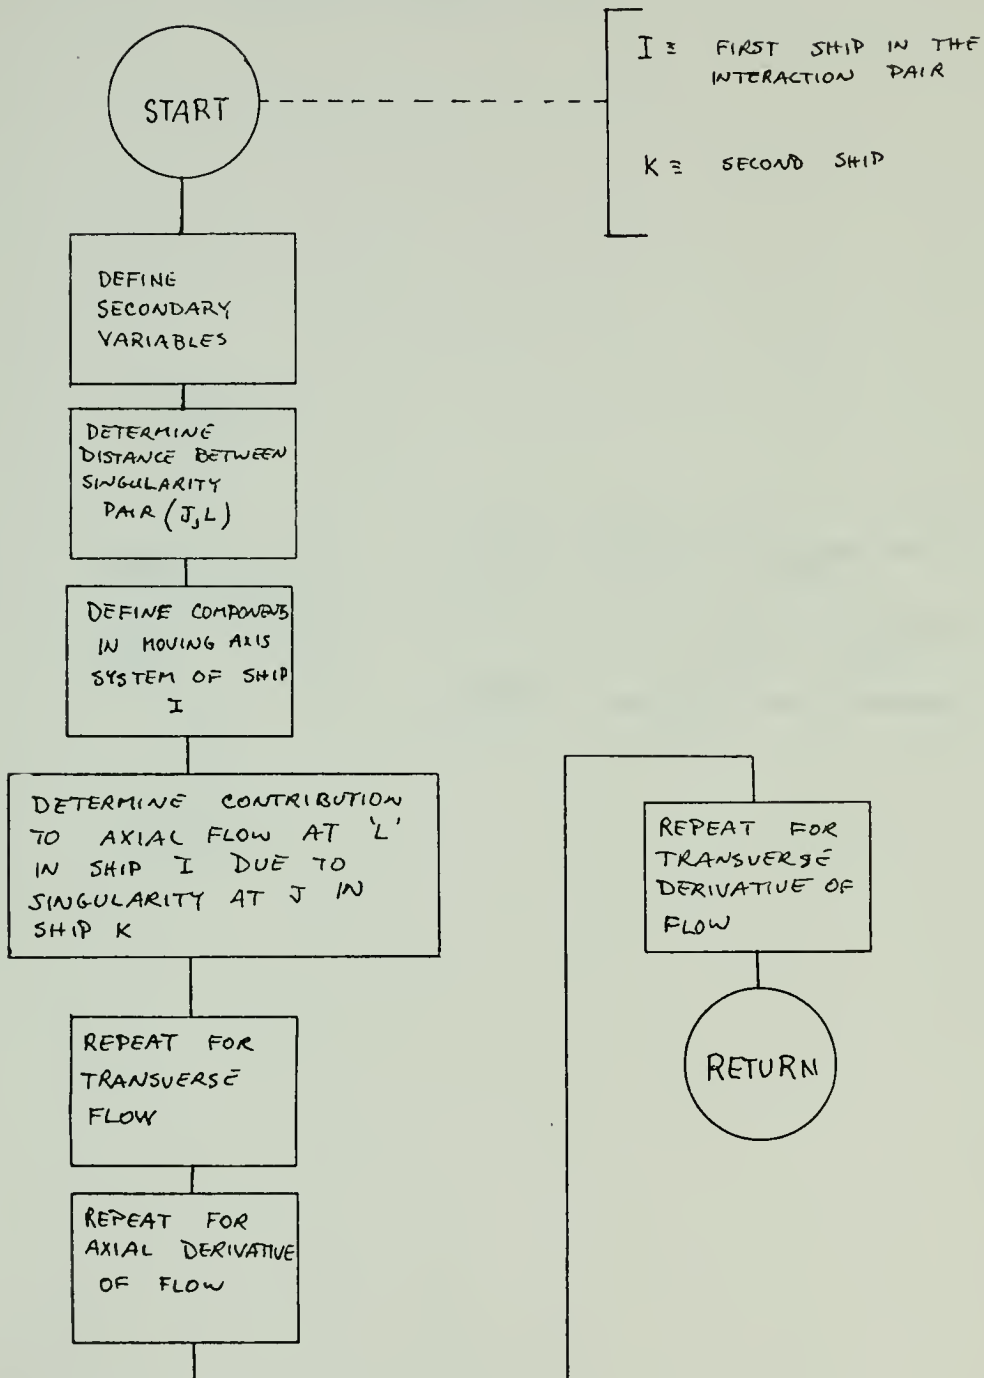 START
I ≡ FIRST SHIP IN THE
INTERACTION PAIR
K ≡ SECOND SHIP
DEFINE
SECONDARY
VARIABLES
DETERMINE
DISTANCE BETWEEN
SINGULARITY
PAIR (J,L)
DEFINE COMPONENTS
IN MOVING AXIS
SYSTEM OF SHIP
I
DETERMINE CONTRIBUTION
TO AXIAL FLOW AT 'L'
IN SHIP I DUE TO
SINGULARITY AT J IN
SHIP K
REPEAT FOR
TRANSVERSE
FLOW
REPEAT FOR
AXIAL DERIVATIVE
OF FLOW
REPEAT FOR
TRANSVERSE
DERIVATIVE OF
FLOW
RETURN